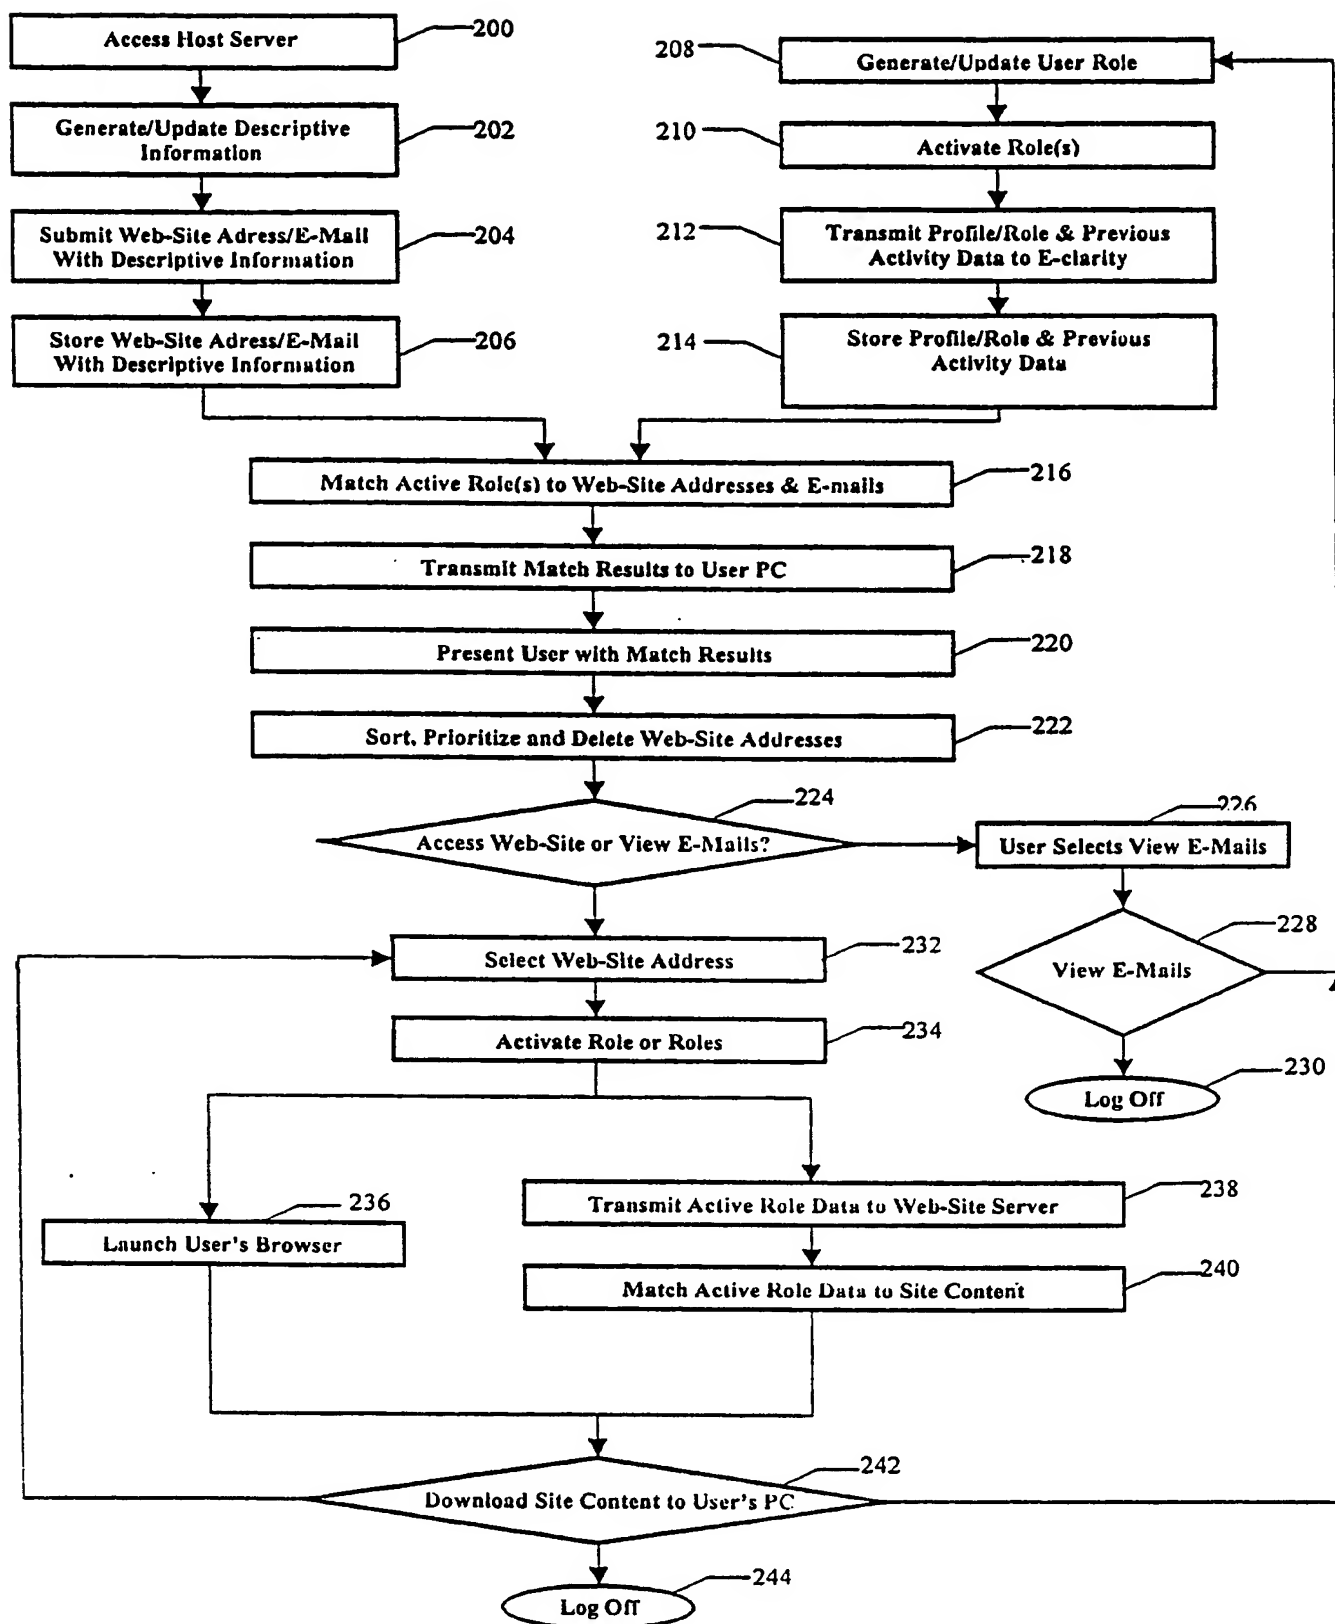 Access Host Server
200
Generate/Update Descriptive
Information
202
Submit Web-Site Adress/E-Mail
With Descriptive Information
204
Store Web-Site Adress/E-Mail
With Descriptive Information
206
208
Generate/Update User Role
210
Activate Role(s)
212
Transmit Profile/Role & Previous
Activity Data to E-clarity
214
Store Profile/Role & Previous
Activity Data
Match Active Role(s) to Web-Site Addresses & E-mails
216
Transmit Match Results to User PC
218
Present User with Match Results
220
Sort, Prioritize and Delete Web-Site Addresses
222
Access Web-Site or View E-Mails?
224
226
User Selects View E-Mails
228
View E-Mails
230
Log Off
Select Web-Site Address
232
Activate Role or Roles
234
236
Launch User's Browser
Transmit Active Role Data to Web-Site Server
238
Match Active Role Data to Site Content
240
Download Site Content to User's PC
242
Log Off
244